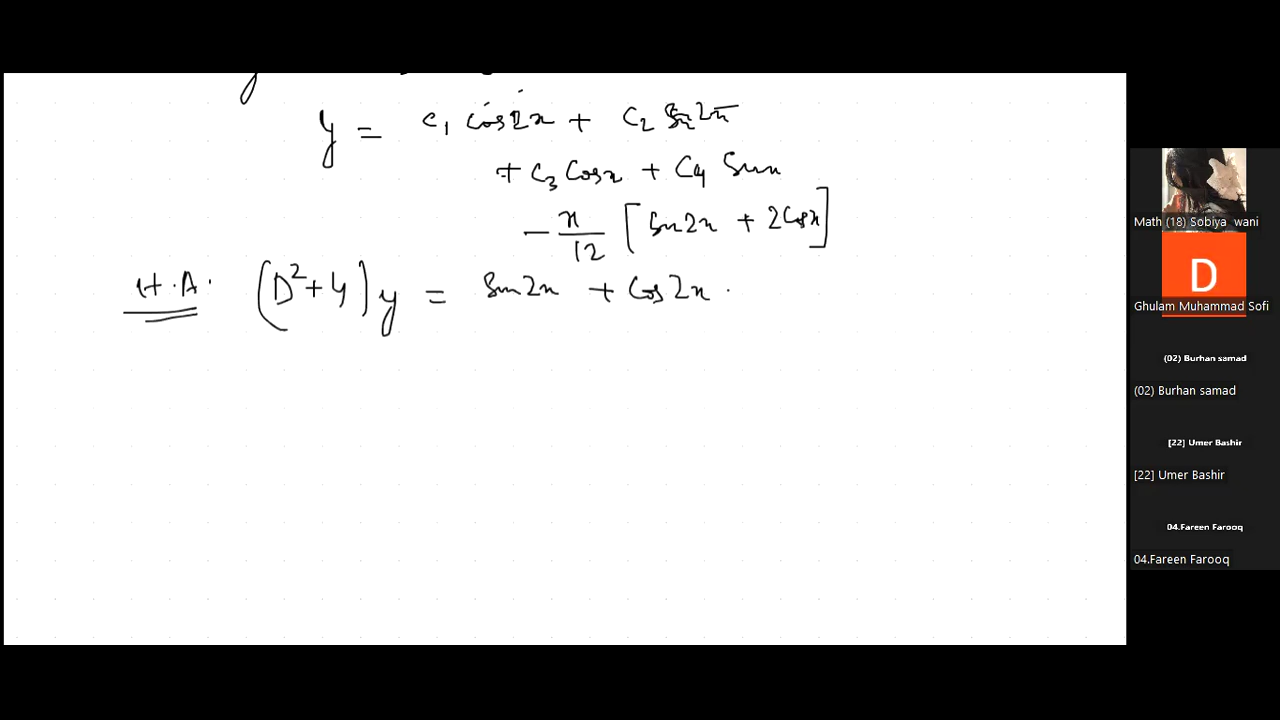 y = c₁ cos2x + c₂ Sin2x
+ c₃ Cosx + C₄ Sinx
- x/12 [Sin2x + 2Cosx]
H.A. (D² + 4) y = Sin2x + Cos2x .
Math (18) Sobiya wani
D
Ghulam Muhammad Sofi
(02) Burhan samad
(02) Burhan samad
[22] Umer Bashir
[22] Umer Bashir
04.Fareen Farooq
04.Fareen Farooq